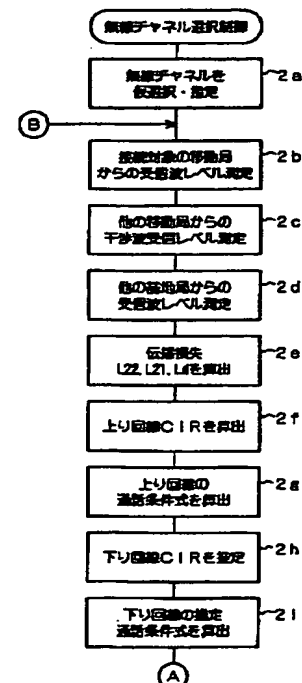 無線チャネル選択制御
無線チャネルを
仮選択・指定
2a
B
接続対象の移動局
からの受信波レベル測定
2b
他の移動局からの
干渉波受信レベル測定
2c
他の基地局からの
受信波レベル測定
2d
伝搬損失
を算出
2e
上り回線CIRを算出
2f
上り回線の
通話条件式を算出
2g
下り回線CIRを推定
2h
下り回線の推定
通話条件式を算出
2i
A